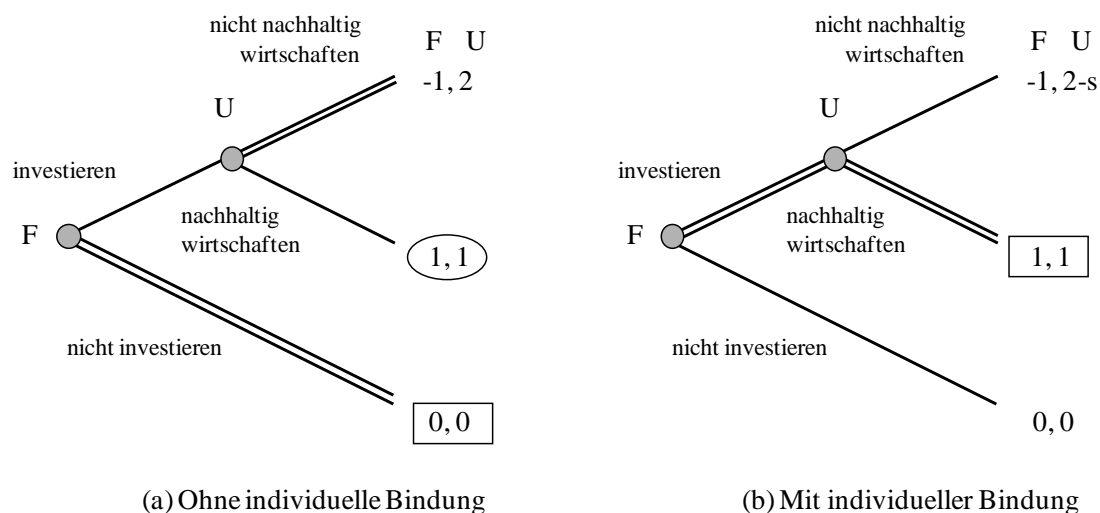 nicht nachhaltig
wirtschaften
F U
-1, 2
U
investieren
nachhaltig
wirtschaften
F
1, 1
nicht investieren
0, 0
(a) Ohne individuelle Bindung
nicht nachhaltig
wirtschaften
F U
-1, 2-s
U
investieren
nachhaltig
wirtschaften
F
1, 1
nicht investieren
0, 0
(b) Mit individueller Bindung